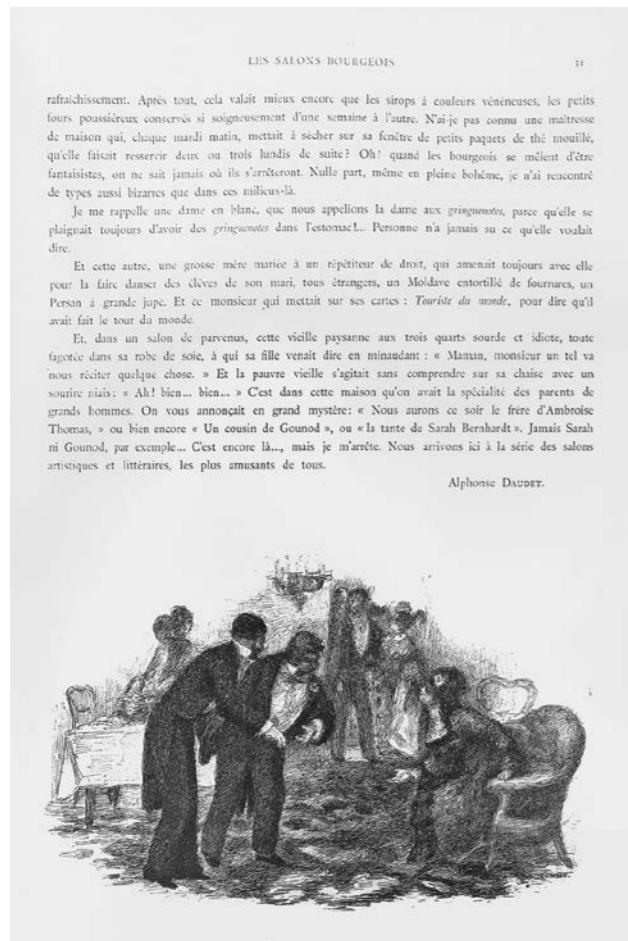 LES SALONS BOURGEOIS 31
rafraîchissement. Après tout, cela valait mieux encore que les sirops à couleurs vénéneuses, les petits
fours poussiéreux conservés si soigneusement d'une semaine à l'autre. N'ai-je pas connu une maîtresse
de maison qui, chaque mardi matin, mettait à sécher sur sa fenêtre de petits paquets de thé mouillé,
qu'elle faisait resservir deux ou trois lundis de suite? Oh! quand les bourgeois se mêlent d'être
fantaisistes, on ne sait jamais où ils s'arrêteront. Nulle part, même en pleine bohème, je n'ai rencontré
de types aussi bizarres que dans ces milieux-là.
Je me rappelle une dame en blanc, que nous appelions la dame aux gringuenotes, parce qu'elle se
plaignait toujours d'avoir des gringuenotes dans l'estomac!... Personne n'a jamais su ce qu'elle voulait
dire.
Et cette autre, une grosse mère mariée à un répétiteur de droit, qui amenait toujours avec elle
pour la faire danser des élèves de son mari, tous étrangers, un Moldave entortillé de fourrures, un
Persan à grande jupe. Et ce monsieur qui mettait sur ses cartes : Touriste du monde, pour dire qu'il
avait fait le tour du monde.
Et, dans un salon de parvenus, cette vieille paysanne aux trois quarts sourde et idiote, toute
fagotée dans sa robe de soie, à qui sa fille venait dire en minaudant : « Maman, monsieur un tel va
nous réciter quelque chose. » Et la pauvre vieille s'agitait sans comprendre sur sa chaise avec un
sourire niais: « Ah! bien... bien... » C'est dans cette maison qu'on avait la spécialité des parents de
grands hommes. On vous annonçait en grand mystère: « Nous aurons ce soir le frère d'Ambroise
Thomas, » ou bien encore « Un cousin de Gounod », ou « la tante de Sarah Bernhardt ». Jamais Sarah
ni Gounod, par exemple... C'est encore là..., mais je m'arrête. Nous arrivons ici à la série des salons
artistiques et littéraires, les plus amusants de tous.
Alphonse DAUDET.